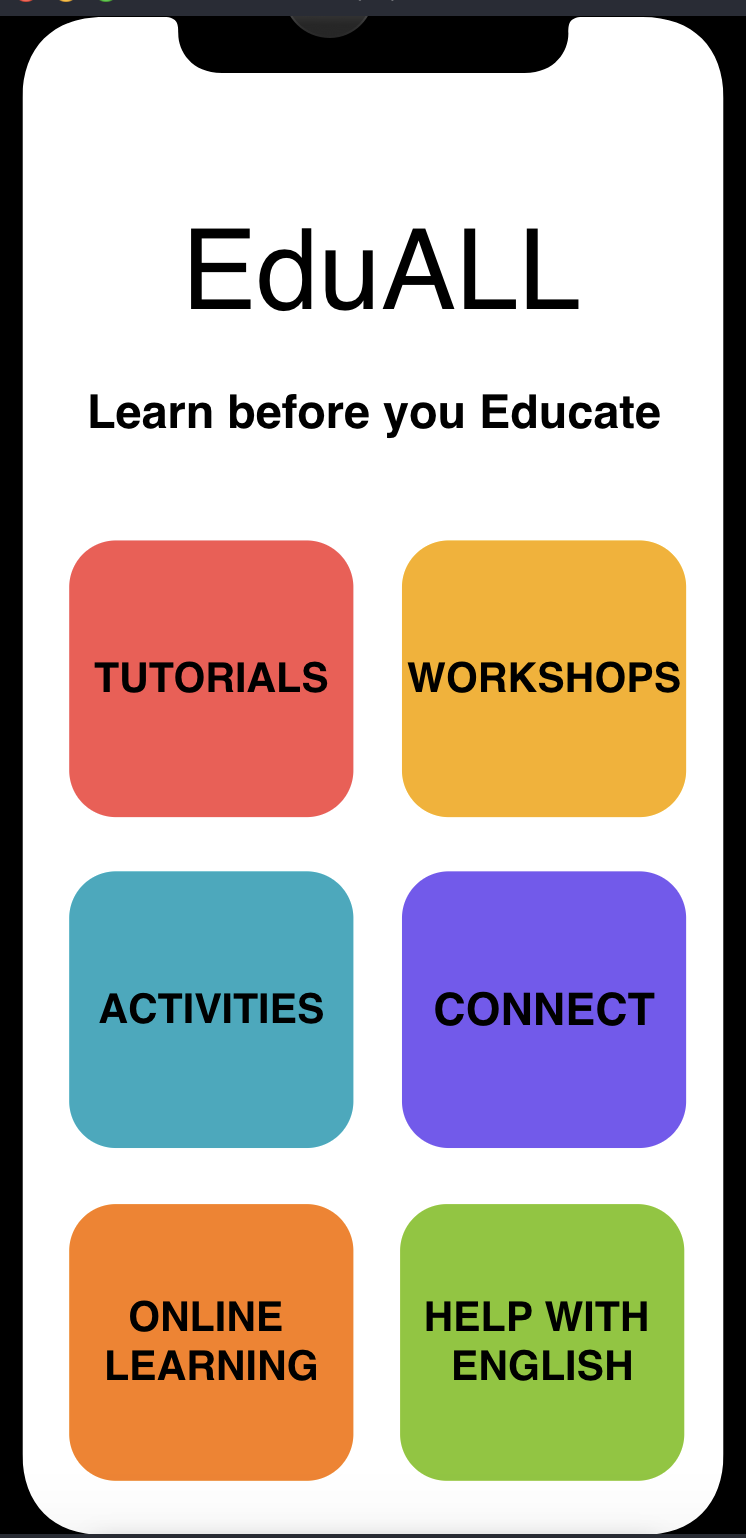 EduALL
Learn before you Educate
TUTORIALS
WORKSHOPS
ACTIVITIES
CONNECT
ONLINE
LEARNING
HELP WITH
ENGLISH